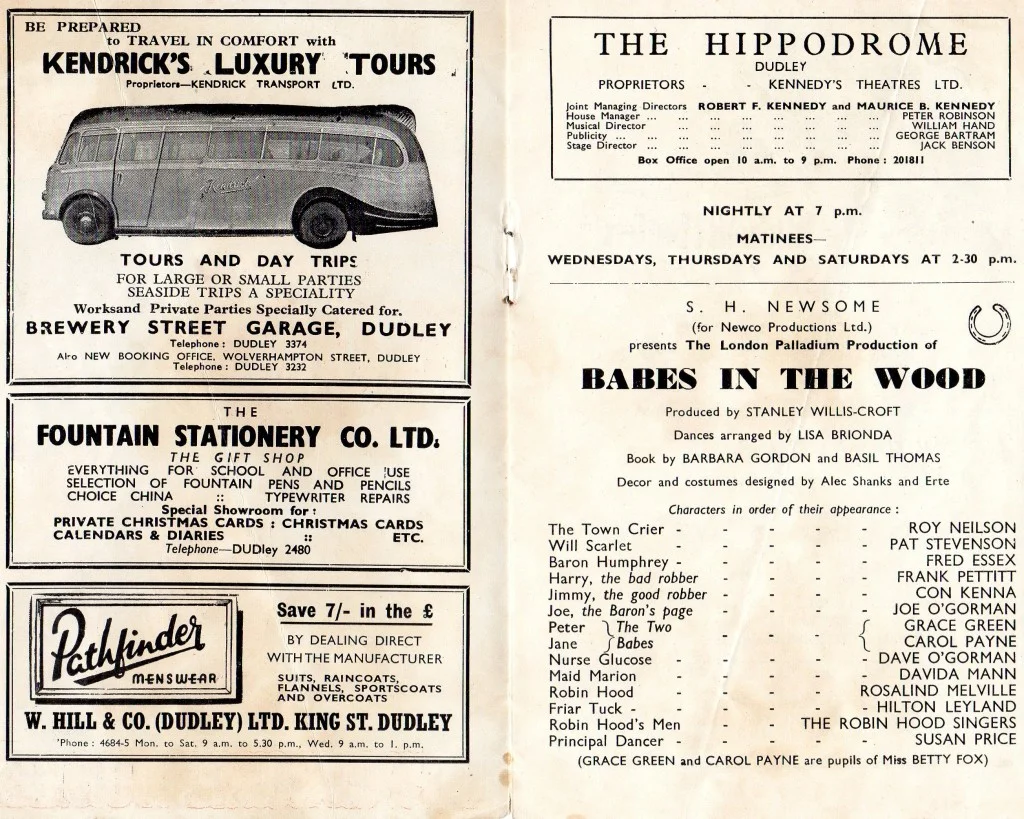 BE PREPARED
to TRAVEL IN COMFORT with
KENDRICK'S LUXURY TOURS
Proprietors—KENDRICK TRANSPORT LTD.
TOURS AND DAY TRIPS
FOR LARGE OR SMALL PARTIES
SEASIDE TRIPS A SPECIALITY
Worksand Private Parties Specially Catered for.
BREWERY STREET GARAGE, DUDLEY
Telephone: DUDLEY 3374
Also NEW BOOKING OFFICE, WOLVERHAMPTON STREET, DUDLEY
Telephone: DUDLEY 3232
THE
FOUNTAIN STATIONERY CO. LTD.
THE GIFT SHOP
EVERYTHING FOR SCHOOL AND OFFICE USE
SELECTION OF FOUNTAIN PENS AND PENCILS
CHOICE CHINA :: TYPEWRITER REPAIRS
Special Showroom for:
PRIVATE CHRISTMAS CARDS : CHRISTMAS CARDS
CALENDARS & DIARIES :: ETC.
Telephone—DUDley 2480
Pathfinder
MENSWEAR
Save 7/- in the £
BY DEALING DIRECT
WITH THE MANUFACTURER
SUITS, RAINCOATS,
FLANNELS, SPORTSCOATS
AND OVERCOATS
W. HILL & CO. (DUDLEY) LTD. KING ST. DUDLEY
'Phone: 4684-5 Mon. to Sat. 9 a.m. to 5.30 p.m., Wed. 9 a.m. to 1. p.m.
THE HIPPODROME
DUDLEY
PROPRIETORS - - KENNEDY'S THEATRES LTD.
Joint Managing Directors ROBERT F. KENNEDY and MAURICE B. KENNEDY
House Manager ... ... ... ... ... ... ... PETER ROBINSON
Musical Director ... ... ... ... ... ... WILLIAM HAND
Publicity ... ... ... ... ... ... ... GEORGE BARTRAM
Stage Director ... ... ... ... ... ... ... JACK BENSON
Box Office open 10 a.m. to 9 p.m. Phone: 201811
NIGHTLY AT 7 p.m.
MATINEES—
WEDNESDAYS, THURSDAYS AND SATURDAYS AT 2-30 p.m.
S. H. NEWSOME
(for Newco Productions Ltd.)
presents The London Palladium Production of
BABES IN THE WOOD
Produced by STANLEY WILLIS-CROFT
Dances arranged by LISA BRIONDA
Book by BARBARA GORDON and BASIL THOMAS
Decor and costumes designed by Alec Shanks and Erte
Characters in order of their appearance:
The Town Crier - - - - - ROY NEILSON
Will Scarlet - - - - - PAT STEVENSON
Baron Humphrey - - - - - FRED ESSEX
Harry, the bad robber - - - - FRANK PETTITT
Jimmy, the good robber - - - - CON KENNA
Joe, the Baron's page - - - - JOE O'GORMAN
Peter } The Two - - - { GRACE GREEN
Jane } Babes - - - { CAROL PAYNE
Nurse Glucose - - - - - DAVE O'GORMAN
Maid Marion - - - - - DAVIDA MANN
Robin Hood - - - - - ROSALIND MELVILLE
Friar Tuck - - - - - HILTON LEYLAND
Robin Hood's Men - - - THE ROBIN HOOD SINGERS
Principal Dancer - - - - - SUSAN PRICE
(GRACE GREEN and CAROL PAYNE are pupils of Miss BETTY FOX)